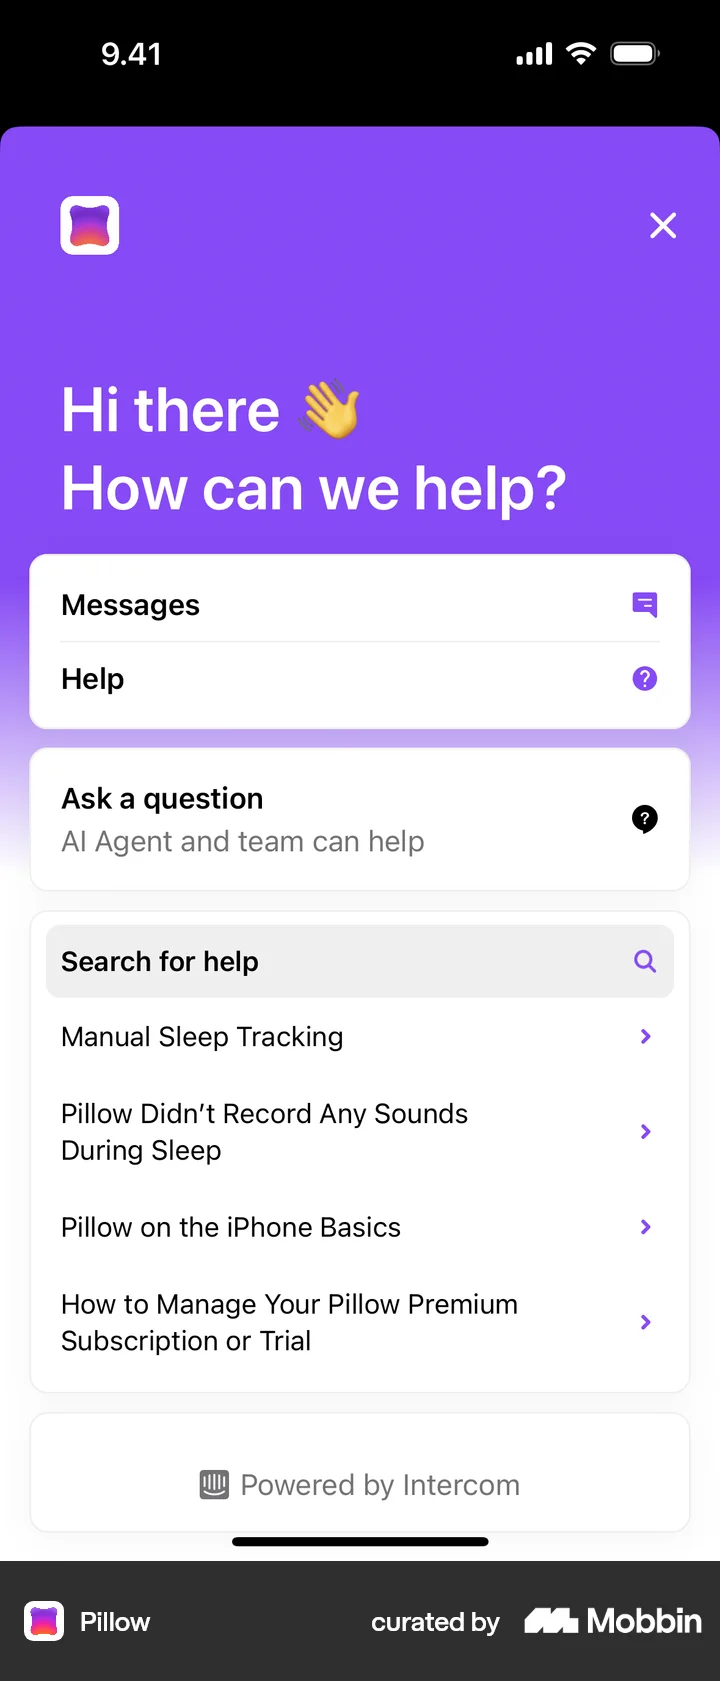 9.41
Hi there 👋
How can we help?
Messages
Help
Ask a question
AI Agent and team can help
Search for help
Manual Sleep Tracking
Pillow Didn’t Record Any Sounds
During Sleep
Pillow on the iPhone Basics
How to Manage Your Pillow Premium
Subscription or Trial
Powered by Intercom
Pillow
curated by Mobbin